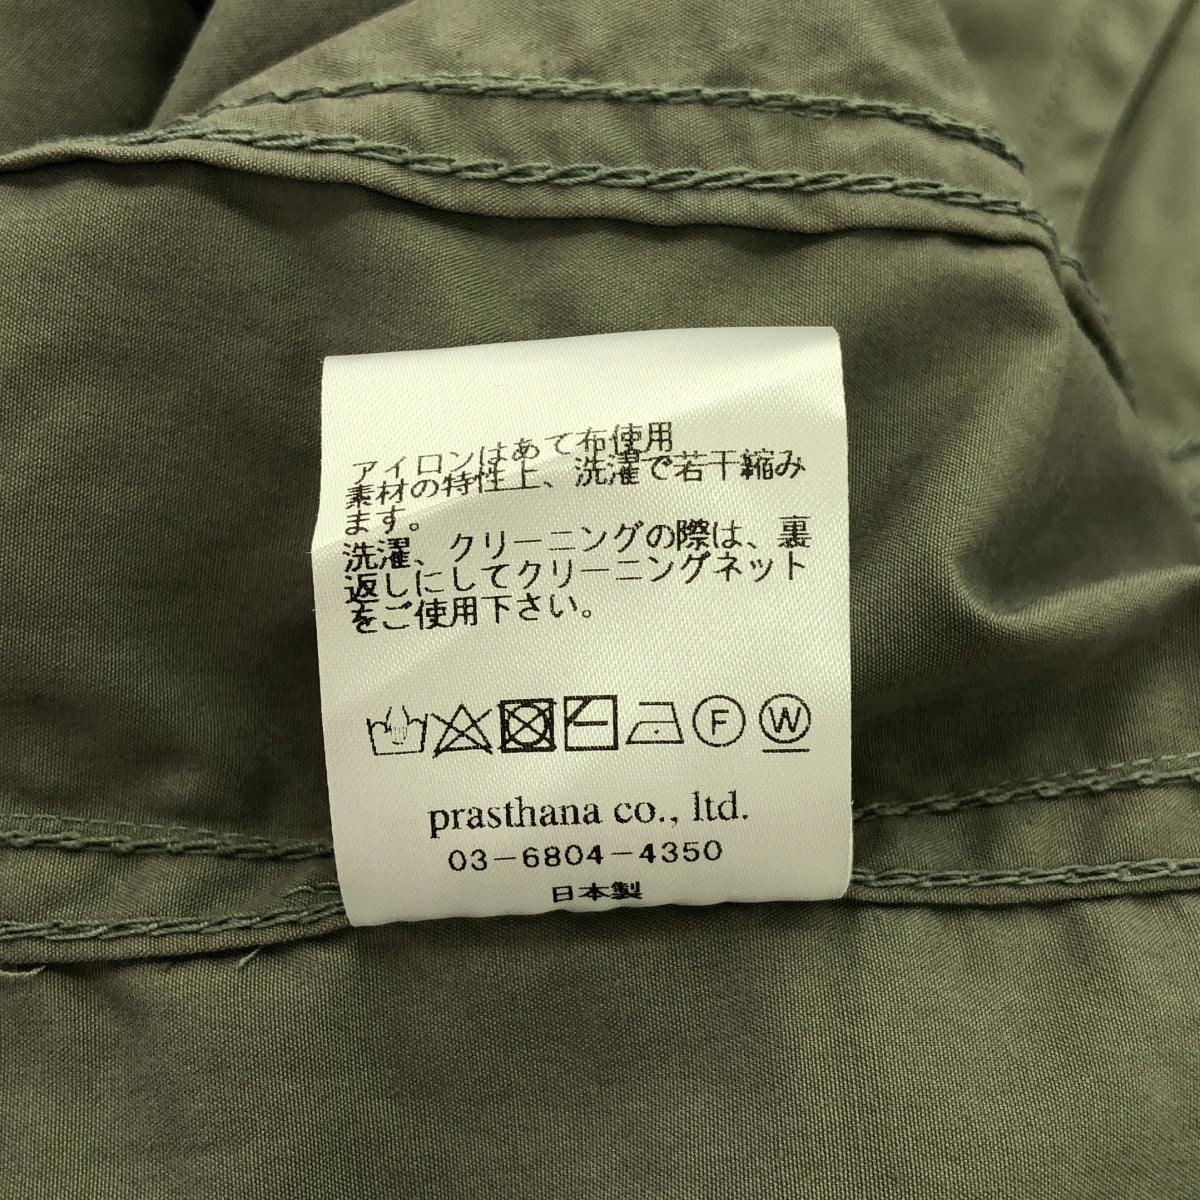 アイロンはあて布使用
素材の特性上、洗濯で若干縮み
ます。
洗濯、クリーニングの際は、裏
返しにしてクリーニングネット
をご使用下さい。
F W
prasthana co., ltd.
03-6804-4350
日本製